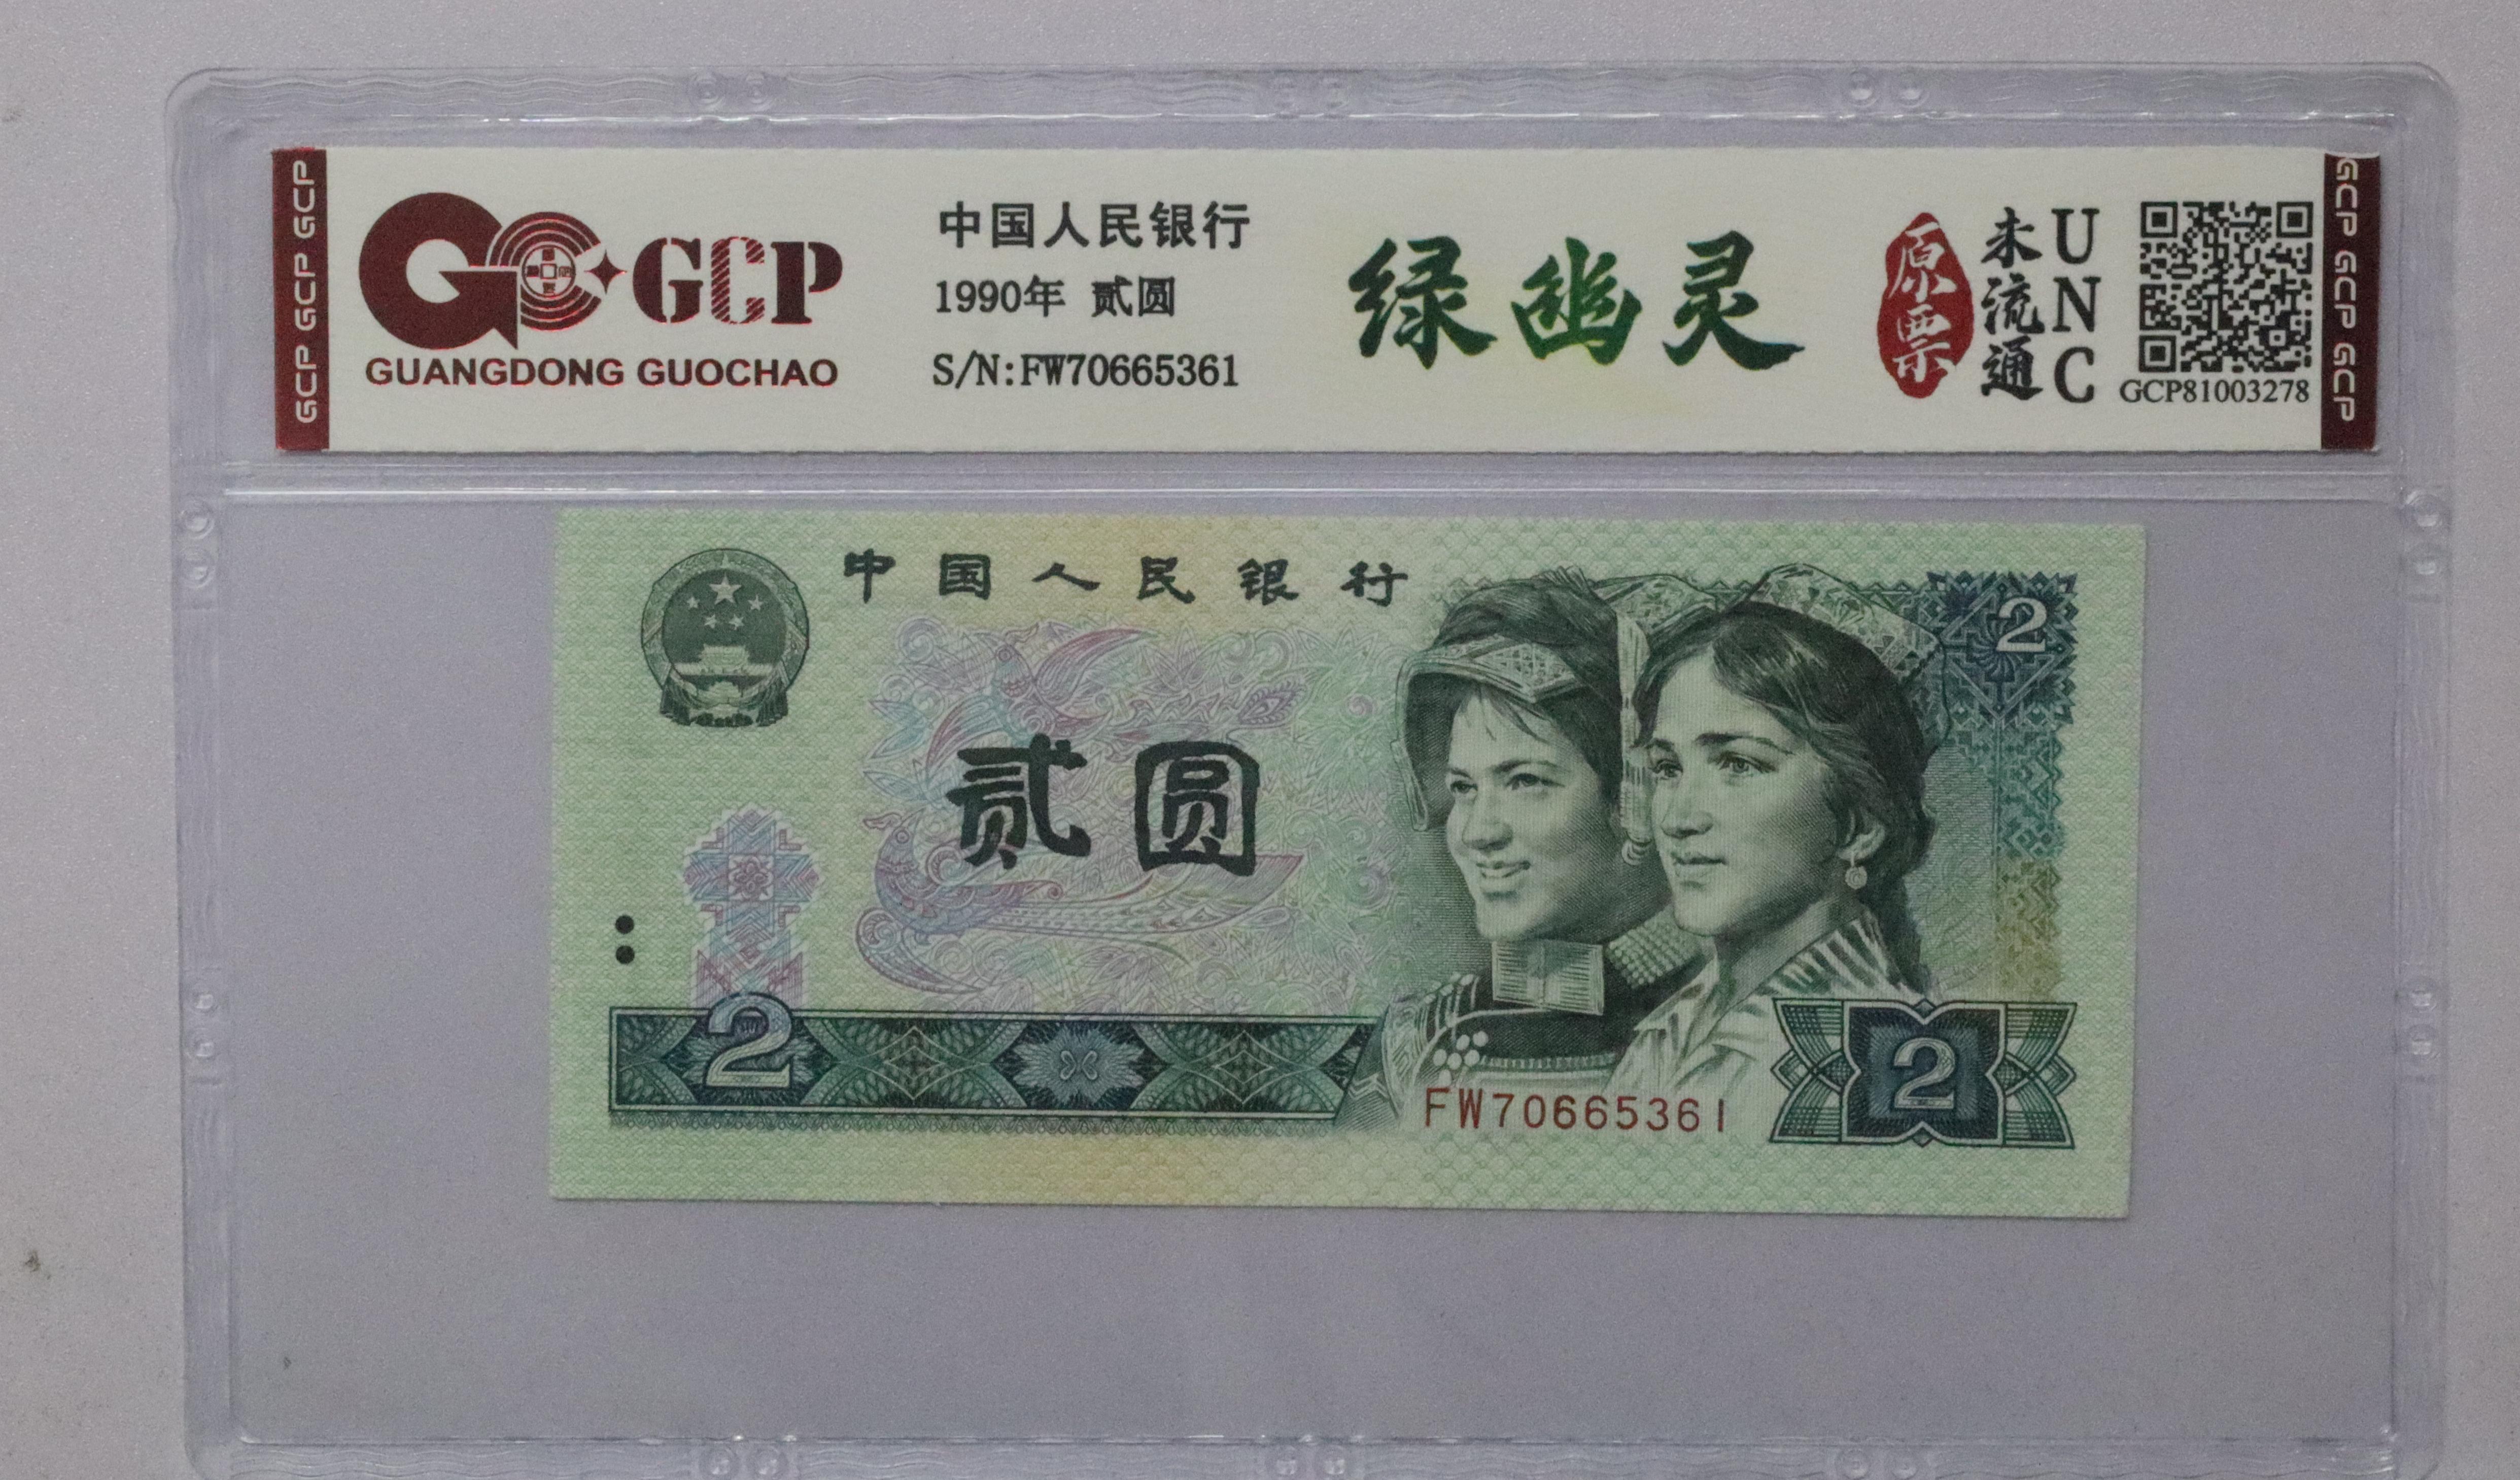 GCP GCP GCP
GCP
GUANGDONG GUOCHAO
中国人民银行
1990年 贰圆
S/N:FW70665361
绿幽灵
原票
未流通
UNC
GCP81003278
GCP GCP GCP
中国人民银行
2
贰圆
2
FW70665361
2